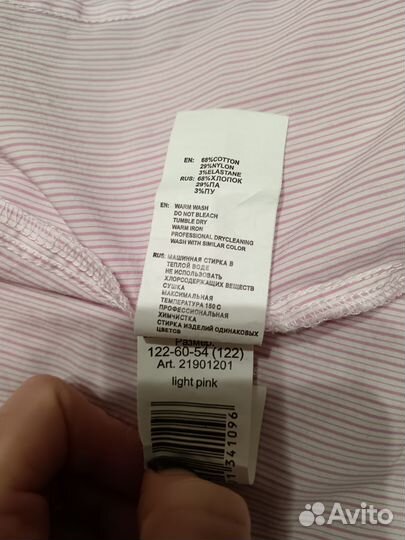 EN: 68%COTTON
29%NYLON
3%ELASTANE
RUS: 68%ХЛОПОК
29%ПА
3%ПУ
EN: WARM WASH
DO NOT BLEACH
TUMBLE DRY
WARM IRON
PROFESSIONAL DRYCLEANING
WASH WITH SIMILAR COLOR
RUS: МАШИННАЯ СТИРКА В
ТЕПЛОЙ ВОДЕ
НЕ ИСПОЛЬЗОВАТЬ
ХЛОРСОДЕРЖАЩИХ ВЕЩЕСТВ
СУШКА
МАКСИМАЛЬНАЯ
ТЕМПЕРАТУРА 150 С
ПРОФЕССИОНАЛЬНАЯ
ХИМЧИСТКА
СТИРКА ИЗДЕЛИЙ ОДИНАКОВЫХ
ЦВЕТОВ
Размер:
122-60-54 (122)
Art. 21901201
light pink
1341096
Avito